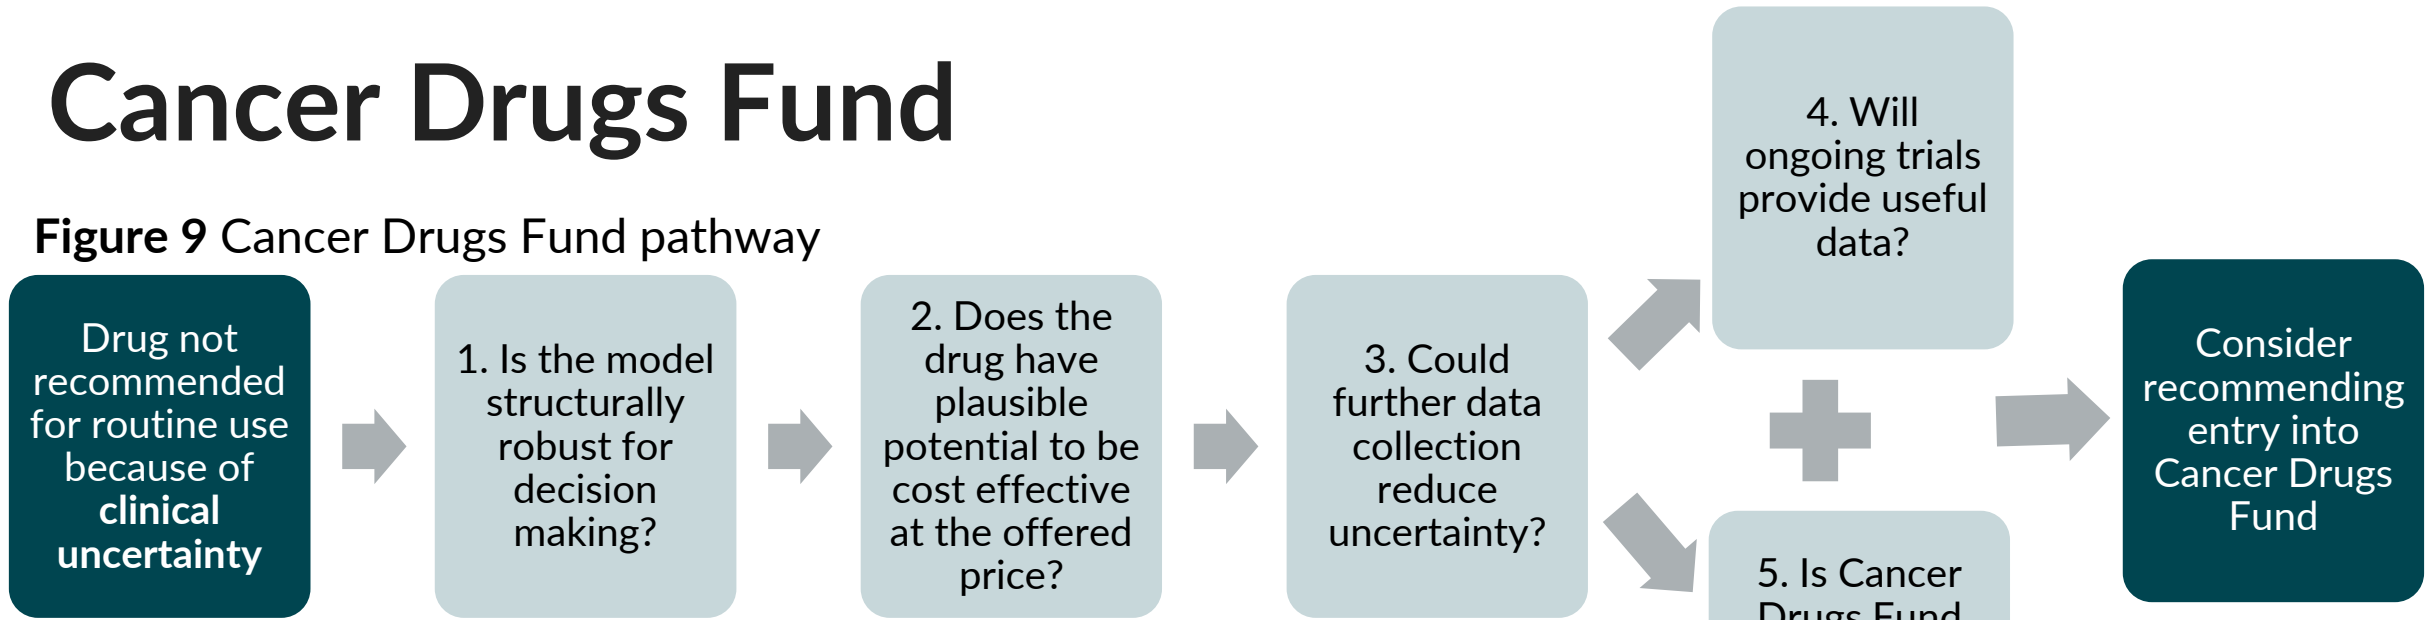 Cancer Drugs Fund
Figure 9 Cancer Drugs Fund pathway
Drug not
recommended
for routine use
because of
clinical
uncertainty
1. Is the model
structurally
robust for
decision
making?
2. Does the
drug have
plausible
potential to be
cost effective
at the offered
price?
3. Could
further data
collection
reduce
uncertainty?
4. Will
ongoing trials
provide useful
data?
5. Is Cancer
Drugs Fund
Consider
recommending
entry into
Cancer Drugs
Fund